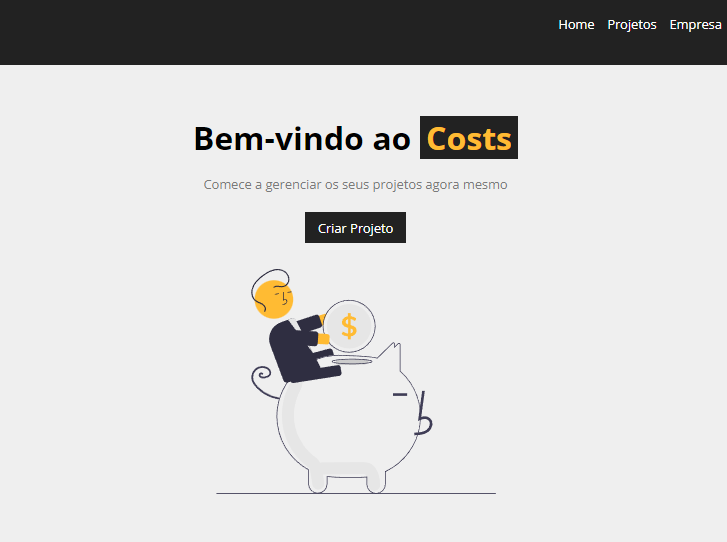 Home Projetos Empresa
Bem-vindo ao Costs
Comece a gerenciar os seus projetos agora mesmo
Criar Projeto
$